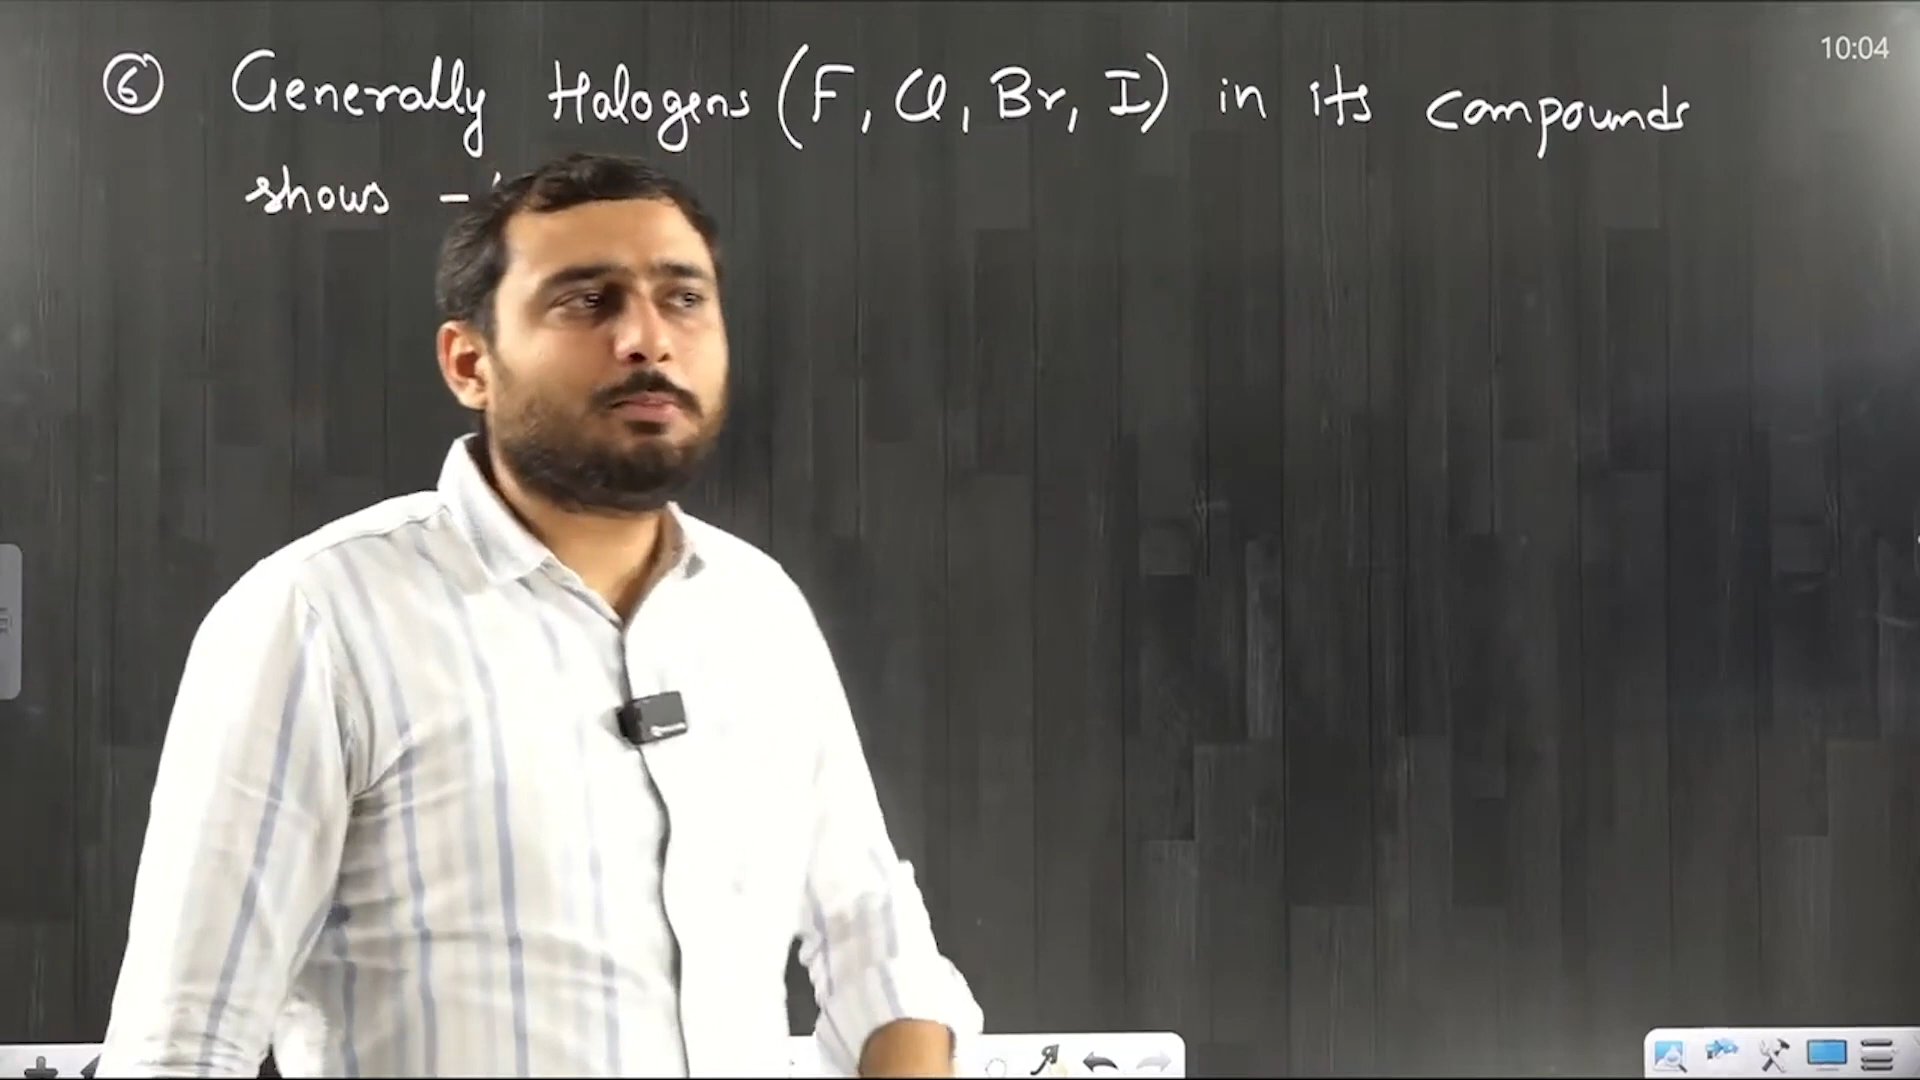 10:04
⑥ Generally Halogens (F, Cl, Br, I) in its compounds
shows -